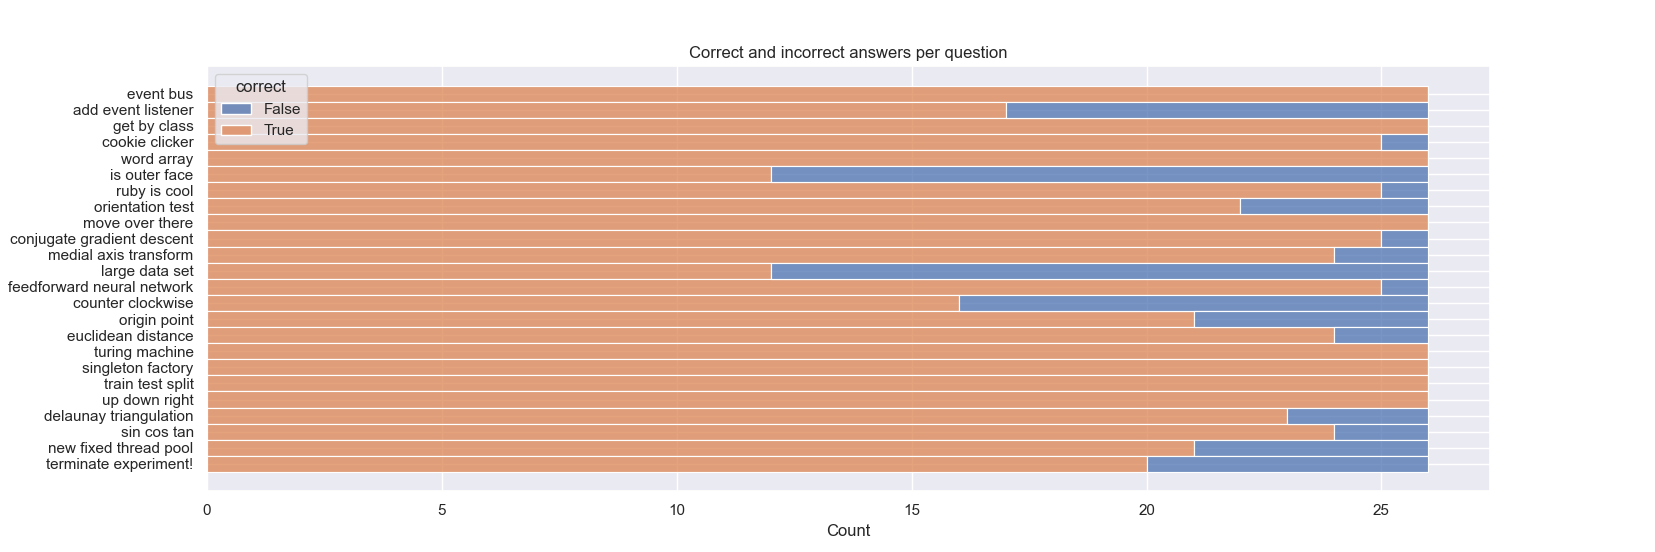 Correct and incorrect answers per question
correct
False
True
event bus
add event listener
get by class
cookie clicker
word array
is outer face
ruby is cool
orientation test
move over there
conjugate gradient descent
medial axis transform
large data set
feedforward neural network
counter clockwise
origin point
euclidean distance
turing machine
singleton factory
train test split
up down right
delaunay triangulation
sin cos tan
new fixed thread pool
terminate experiment!
0 5 10 15 20 25
Count